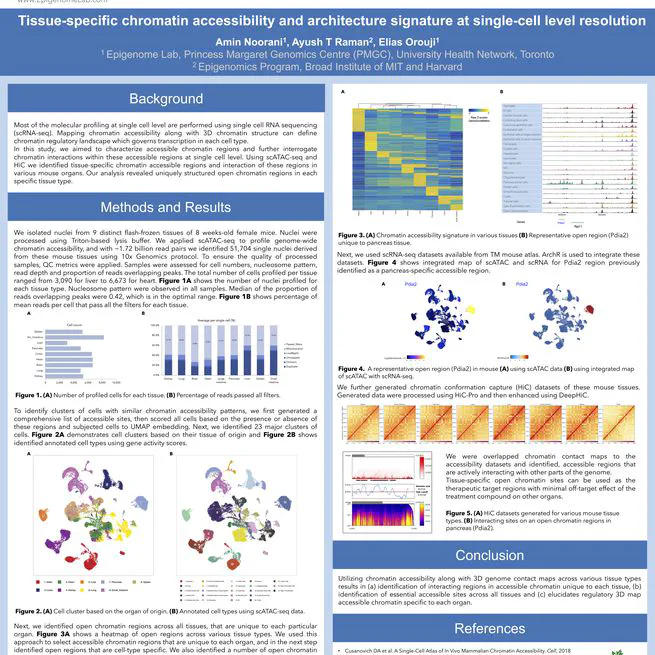 www.epigenomelab.com
Tissue-specific chromatin accessibility and architecture signature at single-cell level resolution
Amin Noorani¹, Ayush T Raman², Elias Orouji¹
¹ Epigenome Lab, Princess Margaret Genomics Centre (PMGC), University Health Network, Toronto
² Epigenomics Program, Broad Institute of MIT and Harvard
Background
Most of the molecular profiling at single cell level are performed using single cell RNA sequencing
(scRNA-seq). Mapping chromatin accessibility along with 3D chromatin structure can define
chromatin regulatory landscape which governs transcription in each cell type.
In this study, we aim to characterize accessible chromatin regions and further interrogate
chromatin interactions within these accessible regions at single cell level. Using scATAC-seq and
HiC we identified tissue-specific chromatin accessible regions and interaction of these regions in
various mouse organs. Our analysis revealed uniquely structured open chromatin regions in each
specific tissue type.
Methods and Results
We isolated nuclei from 9 distinct flash-frozen tissues of 8 weeks-old female mice. Nuclei were
processed using Triton-based lysis buffer. We applied scATAC-seq to profile genome-wide
chromatin accessibility, and with ~1.72 billion read pairs we identified 51,704 single nuclei derived
from these mouse tissues using 10x Genomics protocol. To ensure the quality of processed
samples, QC metrics were applied. Samples were assessed for cell numbers, nucleosome pattern,
read depth and proportion of reads overlapping peaks. The total number of cells profiled per tissue
ranged from 3,090 for liver to 6,673 for heart. Figure 1A shows the number of nuclei profiled for
each tissue type. Nucleosome pattern were observed in all samples. Median of the proportion of
reads overlapping peaks were 0.42, which is in the optimal range. Figure 1B shows percentage of
mean reads per cell that pass all the filters for each tissue.
A
B
Cell count
Average per single cell (%)
Figure 1. (A) Number of profiled cells for each tissue. (B) Percentage of reads passed all filters.
To identify clusters of cells with similar chromatin accessibility patterns, we first generated a
comprehensive list of accessible sites, then scored all cells based on the presence or absence of
these regions and subjected cells to UMAP embedding. Next, we identified 23 major clusters of
cells. Figure 2A demonstrates cell clusters based on their tissue of origin and Figure 2B shows
identified annotated cell types using gene activity scores.
A
B
Figure 2. (A) Cell cluster based on the organ of origin. (B) Annotated cell types using scATAC-seq data.
Next, we identified open chromatin regions across all tissues, that are unique to each particular
organ. Figure 3A shows a heatmap of open regions across various tissue types. We used this
approach to select accessible chromatin regions that are unique to each organ, and in the next step
identified open regions that are cell-type specific. We also identified a number of open chromatin
A
B
Figure 3. (A) Chromatin accessibility signature in various tissues (B) Representative open region (Pdia2)
unique to pancreas tissue.
Next, we used scRNA-seq datasets available from TM mouse atlas. ArchR is used to integrate these
datasets. Figure 4 shows integrated map of scATAC and scRNA for Pdia2 region previously
identified as a pancreas-specific accessible region.
A
Pdia2
B
Pdia2
Figure 4. A representative open region (Pdia2) in mouse (A) using scATAC data (B) using integrated map
of scATAC with scRNA-seq.
We further generated chromatin conformation capture (HiC) datasets of these mouse tissues.
Generated data were processed using HiC-Pro and then enhanced using DeepHiC.
We were overlapped chromatin contact maps to the
accessibility datasets and identified, accessible regions that
are actively interacting with other parts of the genome.
Tissue-specific open chromatin sites can be used as the
therapeutic target regions with minimal off-target effect of the
treatment compound on other organs.
Figure 5. (A) HiC datasets generated for various mouse tissue
types. (B) Interacting sites on an open chromatin regions in
pancreas (Pdia2).
Conclusion
Utilizing chromatin accessibility along with 3D genome contact maps across various tissue types
results in (a) identification of interacting regions in accessible chromatin unique to each tissue, (b)
identification of essential accessible sites across all tissues and (c) elucidates regulatory 3D map
accessible chromatin specific to each organ.
References
• Cusanovich DA et al. A Single-Cell Atlas of In Vivo Mammalian Chromatin Accessibility. Cell, 2018